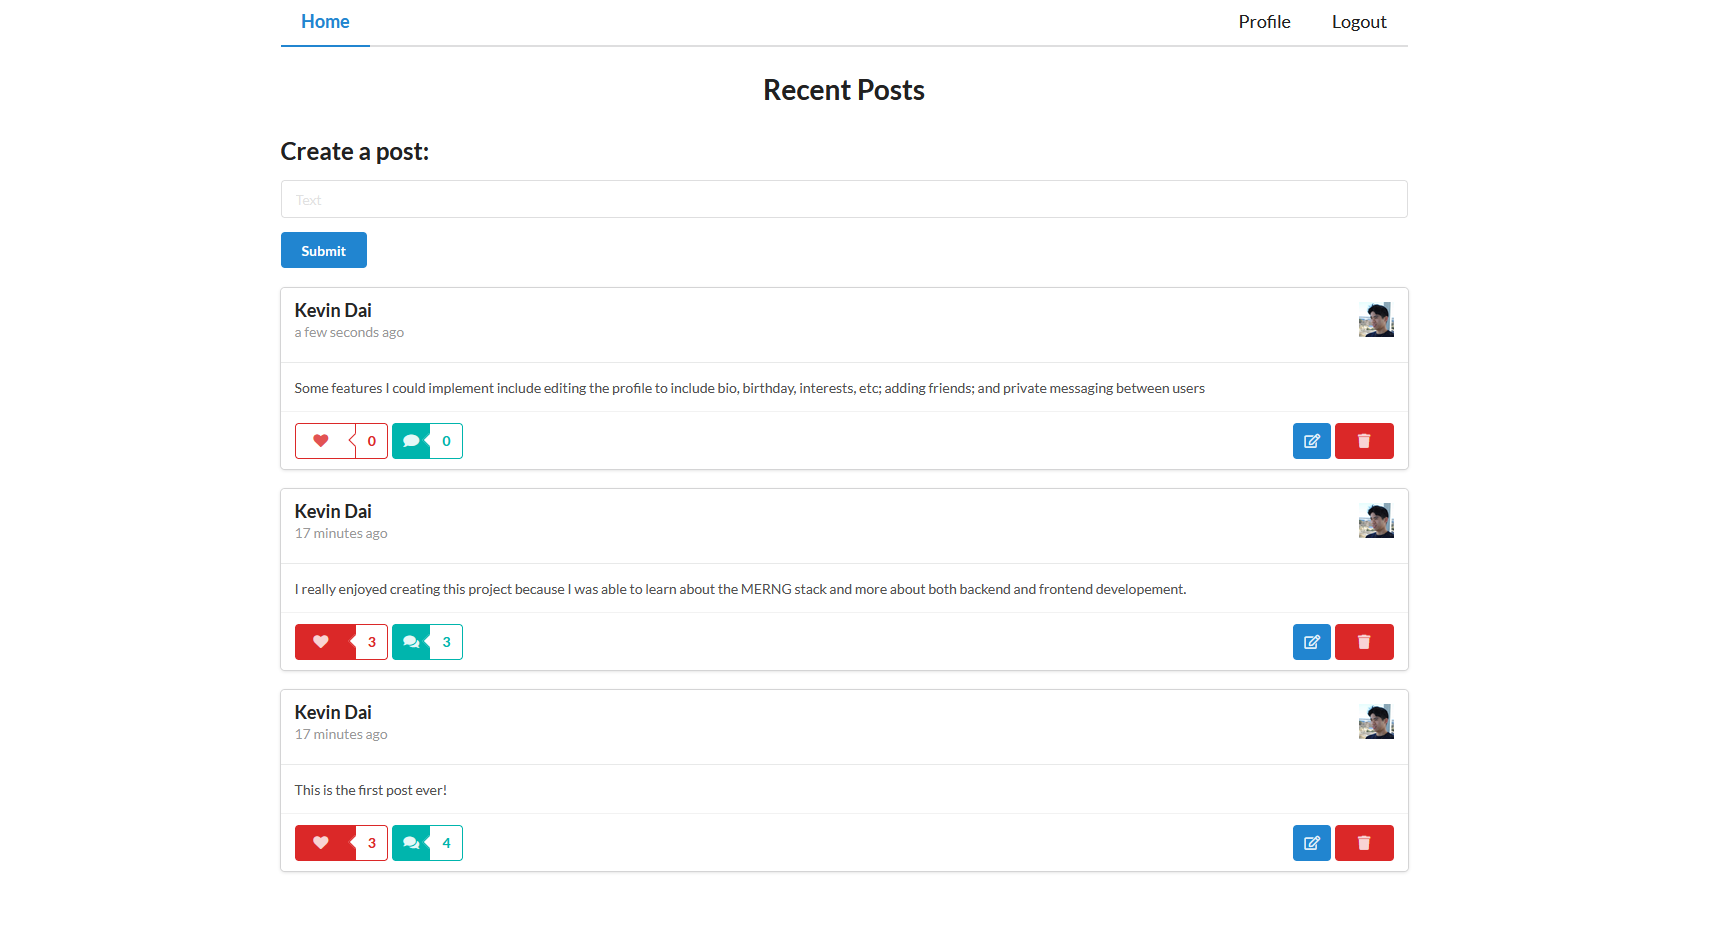 Home Profile Logout
Recent Posts
Create a post:
Text
Submit
Kevin Dai
a few seconds ago
Some features I could implement include editing the profile to include bio, birthday, interests, etc; adding friends; and private messaging between users
0 0
Kevin Dai
17 minutes ago
I really enjoyed creating this project because I was able to learn about the MERNG stack and more about both backend and frontend developement.
3 3
Kevin Dai
17 minutes ago
This is the first post ever!
3 4